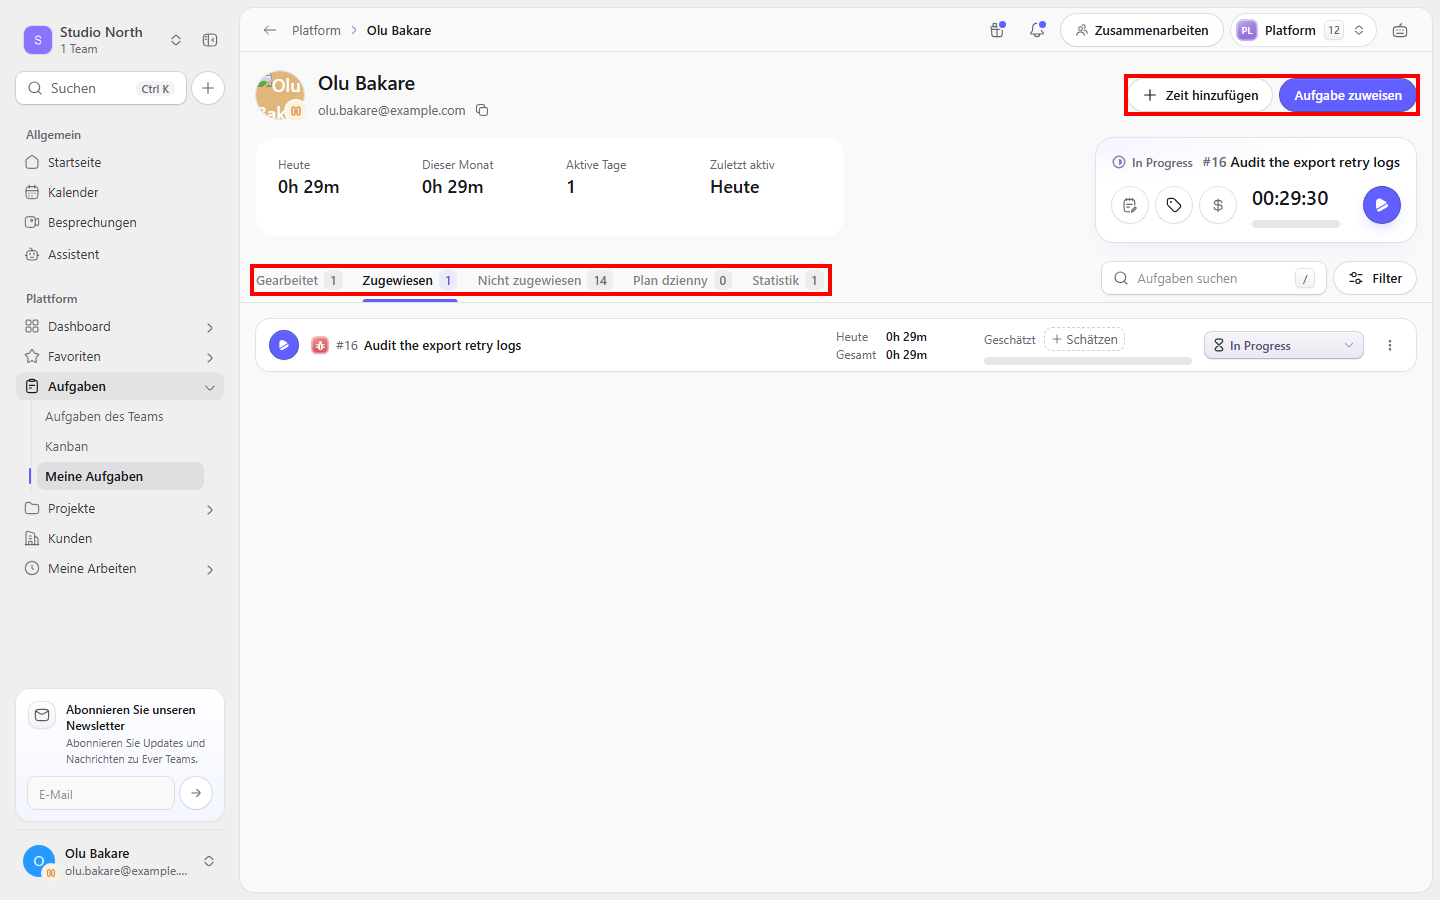 S
Studio North
1 Team
Suchen
Ctrl K
Allgemein
Startseite
Kalender
Besprechungen
Assistent
Plattform
Dashboard
Favoriten
Aufgaben
Aufgaben des Teams
Kanban
Meine Aufgaben
Projekte
Kunden
Meine Arbeiten
Abonnieren Sie unseren
Newsletter
Abonnieren Sie Updates und
Nachrichten zu Ever Teams.
E-Mail
O
Olu Bakare
olu.bakare@example....
Platform > Olu Bakare
Zusammenarbeiten
PL Platform 12
Olu
Bak
Olu Bakare
olu.bakare@example.com
Zeit hinzufügen
Aufgabe zuweisen
Heute
0h 29m
Dieser Monat
0h 29m
Aktive Tage
1
Zuletzt aktiv
Heute
In Progress #16 Audit the export retry logs
$
00:29:30
Gearbeitet 1
Zugewiesen 1
Nicht zugewiesen 14
Plan dzienny 0
Statistik 1
Aufgaben suchen /
Filter
#16 Audit the export retry logs
Heute 0h 29m
Gesamt 0h 29m
Geschätzt + Schätzen
In Progress